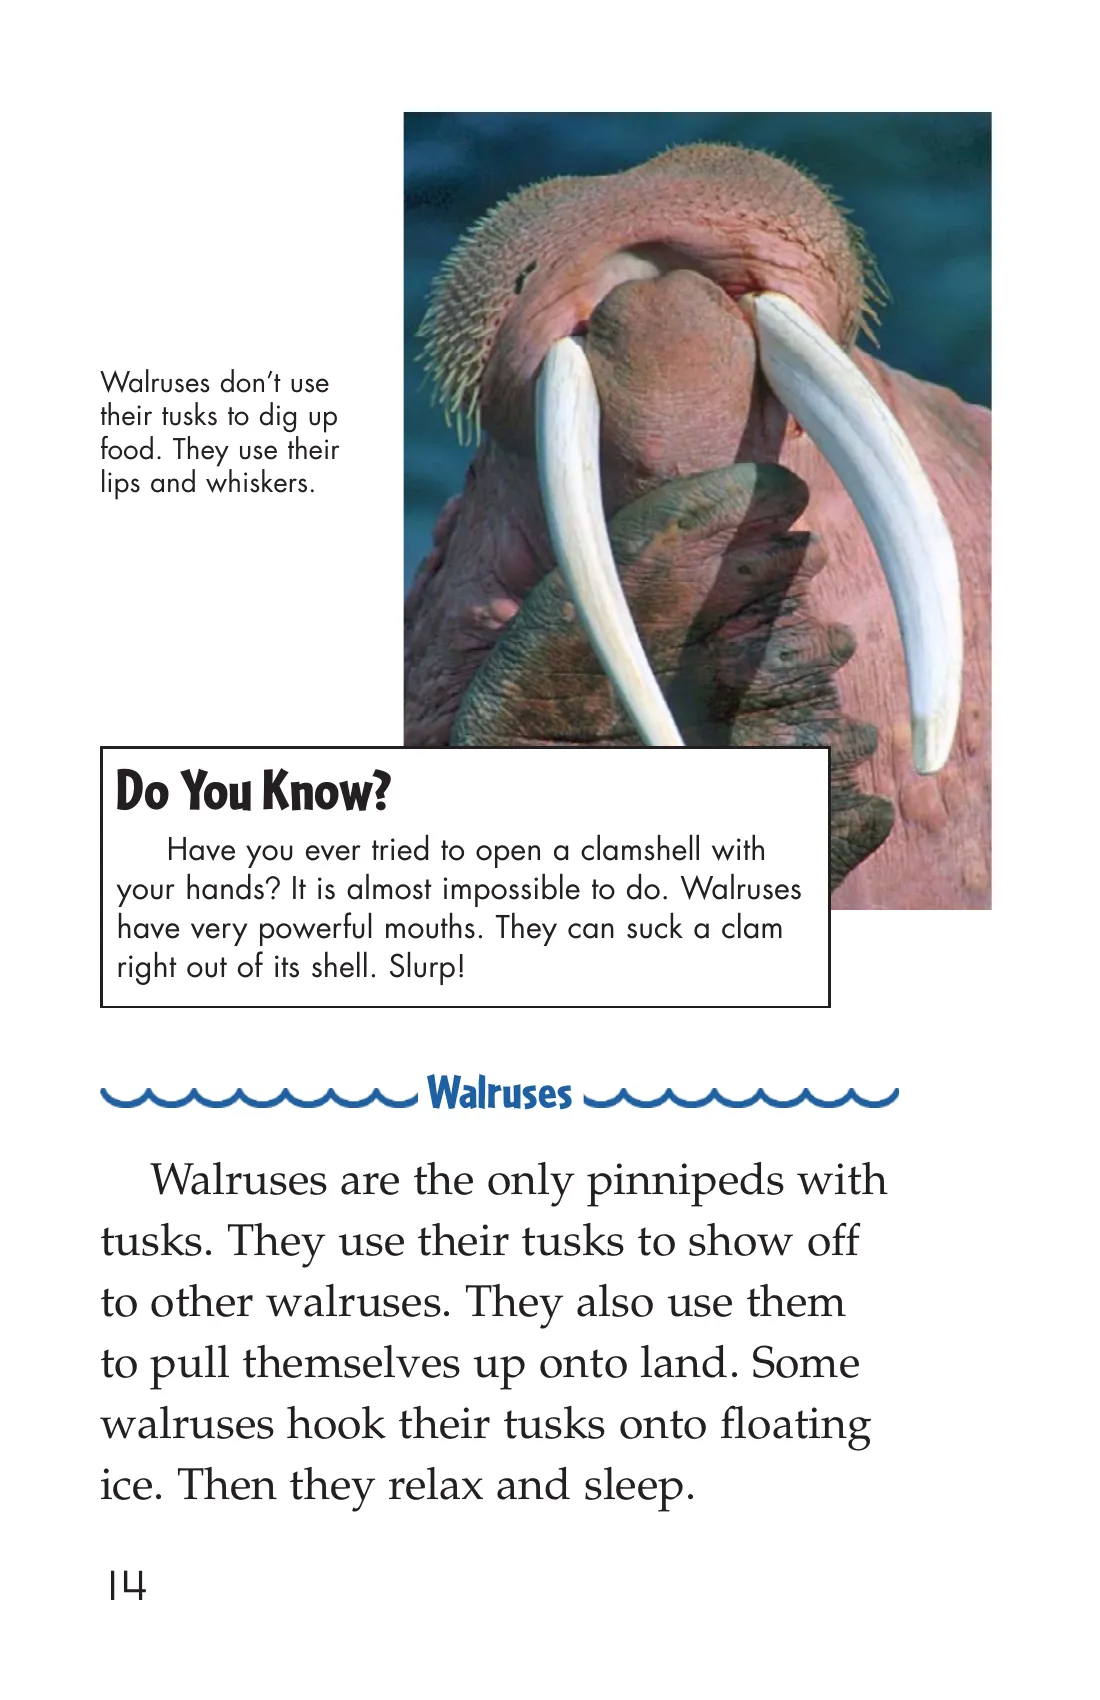 Walruses don’t use
their tusks to dig up
food. They use their
lips and whiskers.
Do You Know?
Have you ever tried to open a clamshell with
your hands? It is almost impossible to do. Walruses
have very powerful mouths. They can suck a clam
right out of its shell. Slurp!
Walruses
Walruses are the only pinnipeds with
tusks. They use their tusks to show off
to other walruses. They also use them
to pull themselves up onto land. Some
walruses hook their tusks onto floating
ice. Then they relax and sleep.
14